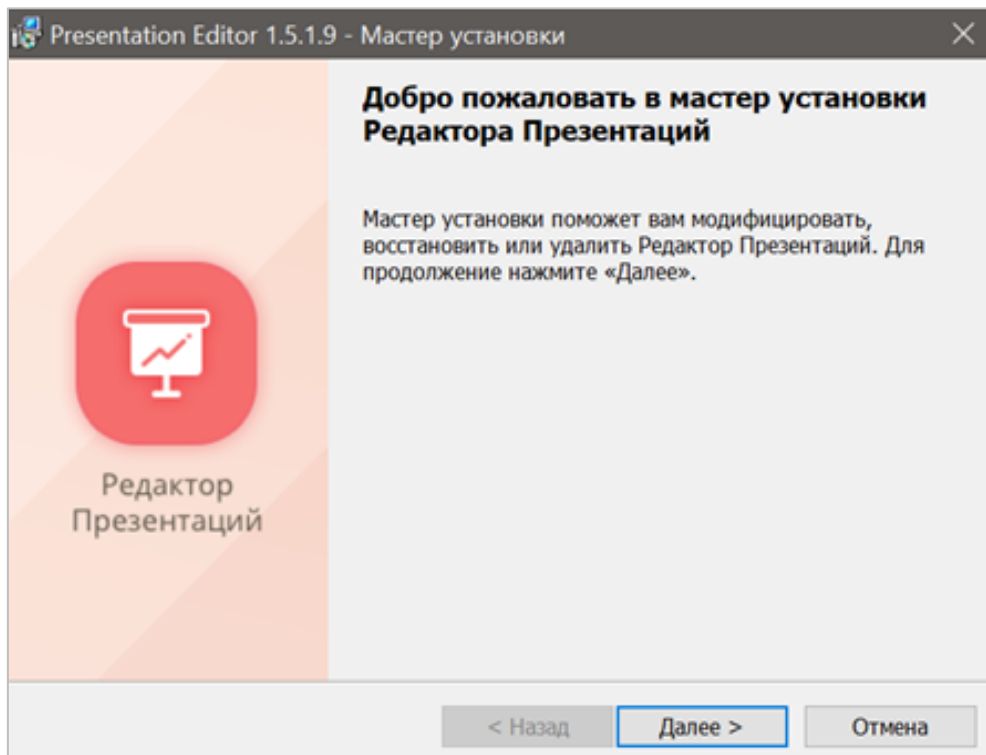 Presentation Editor 1.5.1.9 - Мастер установки
Добро пожаловать в мастер установки
Редактора Презентаций
Мастер установки поможет вам модифицировать,
восстановить или удалить Редактор Презентаций. Для
продолжение нажмите «Далее».
Редактор
Презентаций
< Назад
Далее >
Отмена